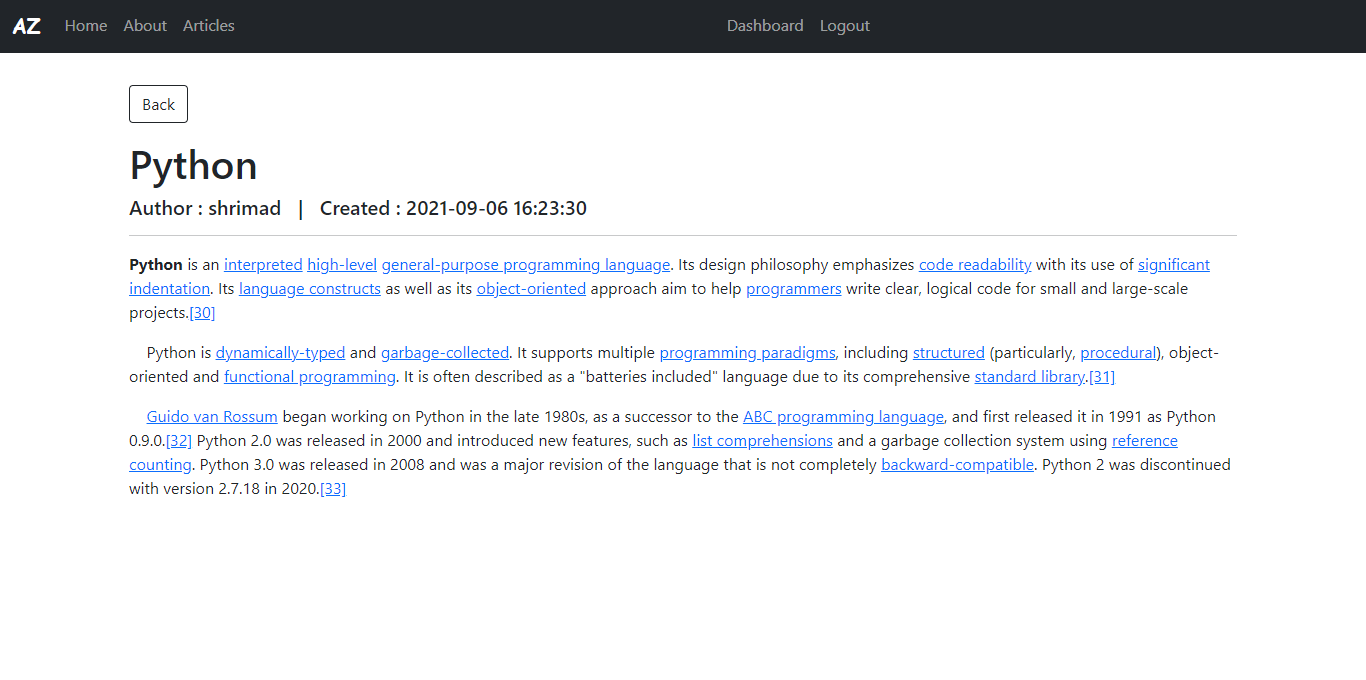 AZ Home About Articles Dashboard Logout
Back
Python
Author : shrimad | Created : 2021-09-06 16:23:30
Python is an interpreted high-level general-purpose programming language. Its design philosophy emphasizes code readability with its use of significant
indentation. Its language constructs as well as its object-oriented approach aim to help programmers write clear, logical code for small and large-scale
projects.[30]
Python is dynamically-typed and garbage-collected. It supports multiple programming paradigms, including structured (particularly, procedural), object-
oriented and functional programming. It is often described as a "batteries included" language due to its comprehensive standard library.[31]
Guido van Rossum began working on Python in the late 1980s, as a successor to the ABC programming language, and first released it in 1991 as Python
0.9.0.[32] Python 2.0 was released in 2000 and introduced new features, such as list comprehensions and a garbage collection system using reference
counting. Python 3.0 was released in 2008 and was a major revision of the language that is not completely backward-compatible. Python 2 was discontinued
with version 2.7.18 in 2020.[33]